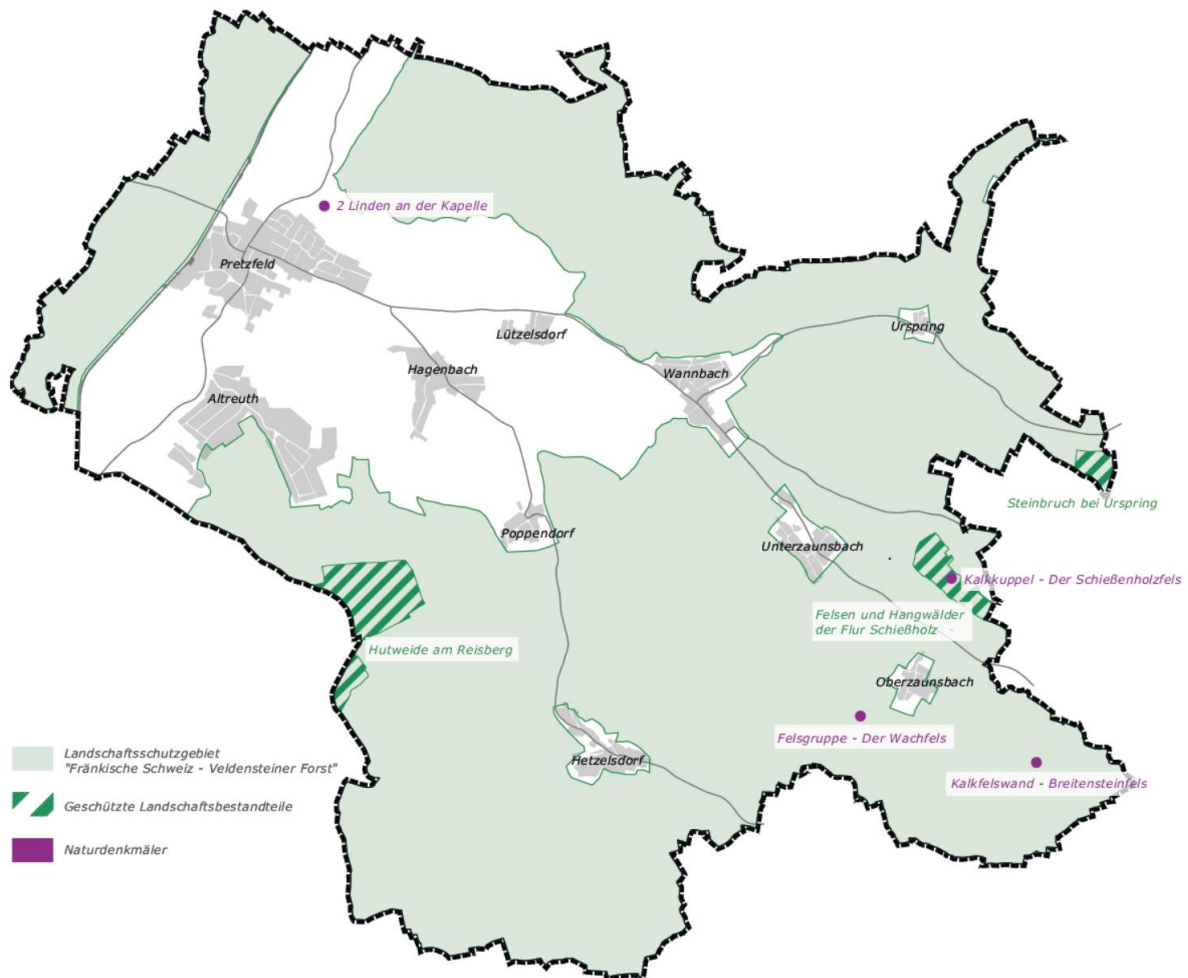 2 Linden an der Kapelle
Pretzfeld
Lützelsdorf
Urspring
Hagenbach
Wannbach
Altreuth
Steinbruch bei Urspring
Poppendorf
Unterzaunsbach
Kalkkuppel - Der Schießenholzfels
Felsen und Hangwälder
der Flur Schießholz
Hutweide am Reisberg
Oberzaunsbach
Felsgruppe - Der Wachfels
Hetzelsdorf
Kalkfelswand - Breitensteinfels
Landschaftsschutzgebiet
"Fränkische Schweiz - Veldensteiner Forst"
Geschützte Landschaftsbestandteile
Naturdenkmäler